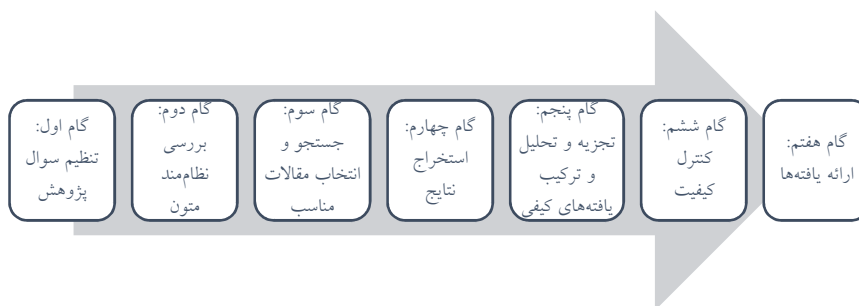 گام اول:
تنظیم سوال
پژوهش
گام دوم:
بررسی
نظام‌مند
متون
گام سوم:
جستجو و
انتخاب مقالات
مناسب
گام چهارم:
استخراج
نتایج
گام پنجم:
تجزیه و تحلیل
و ترکیب
یافته‌های کیفی
گام ششم:
کنترل
کیفیت
گام هفتم:
ارائه یافته‌ها